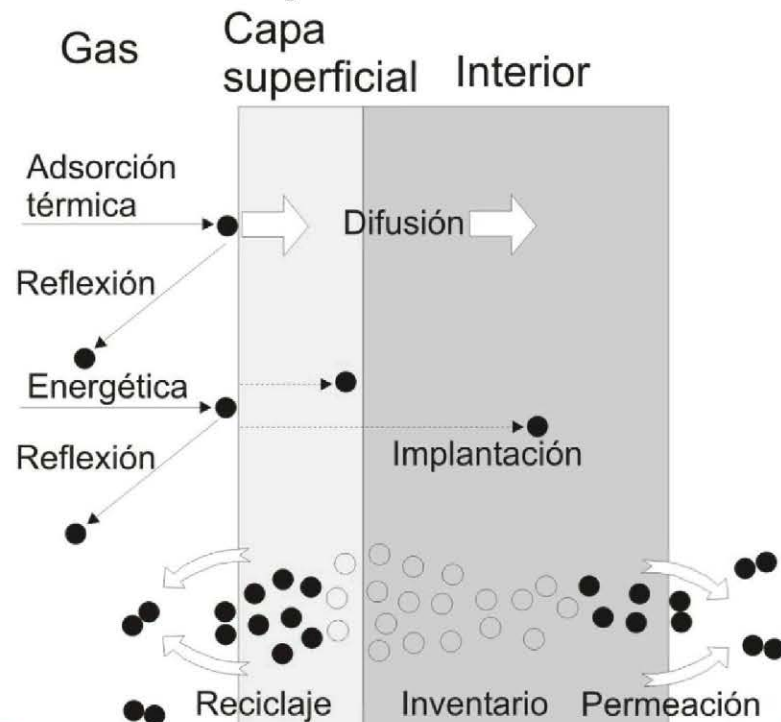 Gas
Capa
superficial
Interior
Adsorción
térmica
Difusión
Reflexión
Energética
Reflexión
Implantación
Reciclaje
Inventario
Permeación